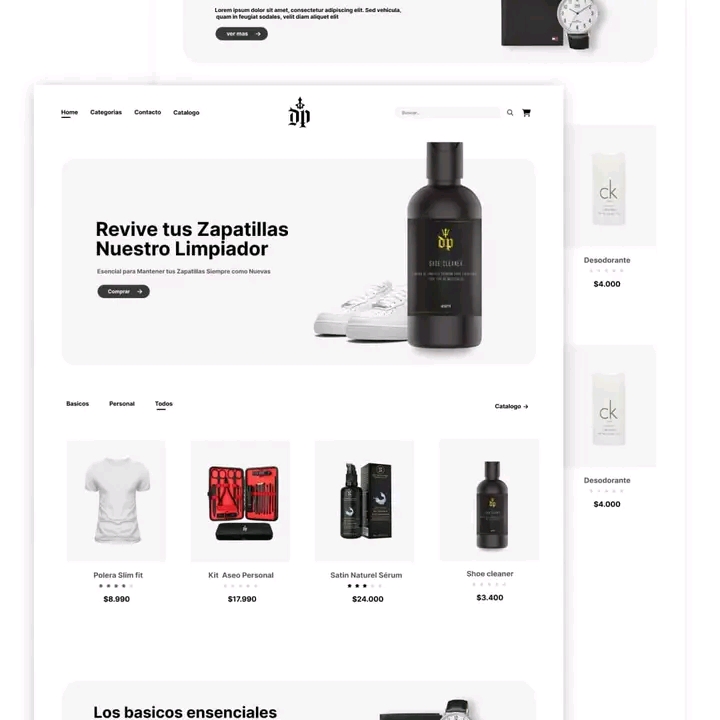 Lorem ipsum dolor sit amet, consectetur adipiscing elit. Sed vehicula,
quam in feugiat sodales, velit diam aliquet elit
ver mas →
Home Categorias Contacto Catalogo
dp
Buscar..
Revive tus Zapatillas
Nuestro Limpiador
Esencial para Mantener tus Zapatillas Siempre como Nuevas
Comprar →
dp
SHOE CLEANER
ck
Desodorante
$4.000
Basicos Personal Todos
Catalogo →
ck
Desodorante
$4.000
dp
Polera Slim fit
$8.990
Kit Aseo Personal
$17.990
Satin Naturel Sérum
$24.000
Shoe cleaner
$3.400
Los basicos ensenciales